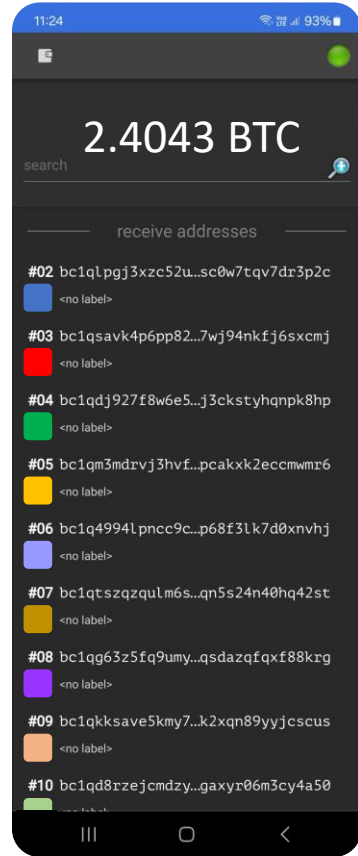 11:24 93%
2.4043 BTC
search
receive addresses
#02 bc1qlpgj3xzc52u…sc0w7tqv7dr3p2c
<no label>
#03 bc1qsavk4p6pp82…7wj94nkfj6sxcmj
<no label>
#04 bc1qdj927f8w6e5…j3ckstyhqnpk8hp
<no label>
#05 bc1qm3mdrvj3hvf…pcakxk2eccmwmr6
<no label>
#06 bc1q4994lpncc9c…p68f3lk7d0xnvhj
<no label>
#07 bc1qtszqzqulm6s…qn5s24n40hq42st
<no label>
#08 bc1qg63z5fq9umy…qsdazqfqxf88krg
<no label>
#09 bc1qkksave5kmy7…k2xqn89yyjcscus
<no label>
#10 bc1qd8rzejcmdzy…gaxyr06m3cy4a50